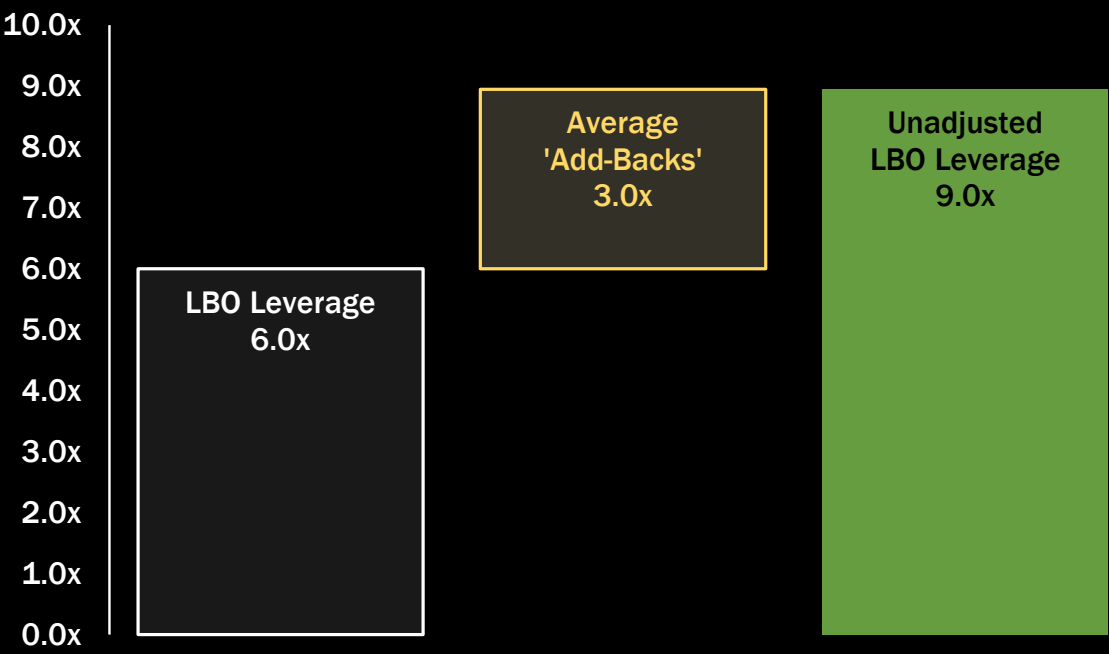 10.0x
9.0x
8.0x
7.0x
6.0x
5.0x
4.0x
3.0x
2.0x
1.0x
0.0x
LBO Leverage
6.0x
Average
'Add-Backs'
3.0x
Unadjusted
LBO Leverage
9.0x